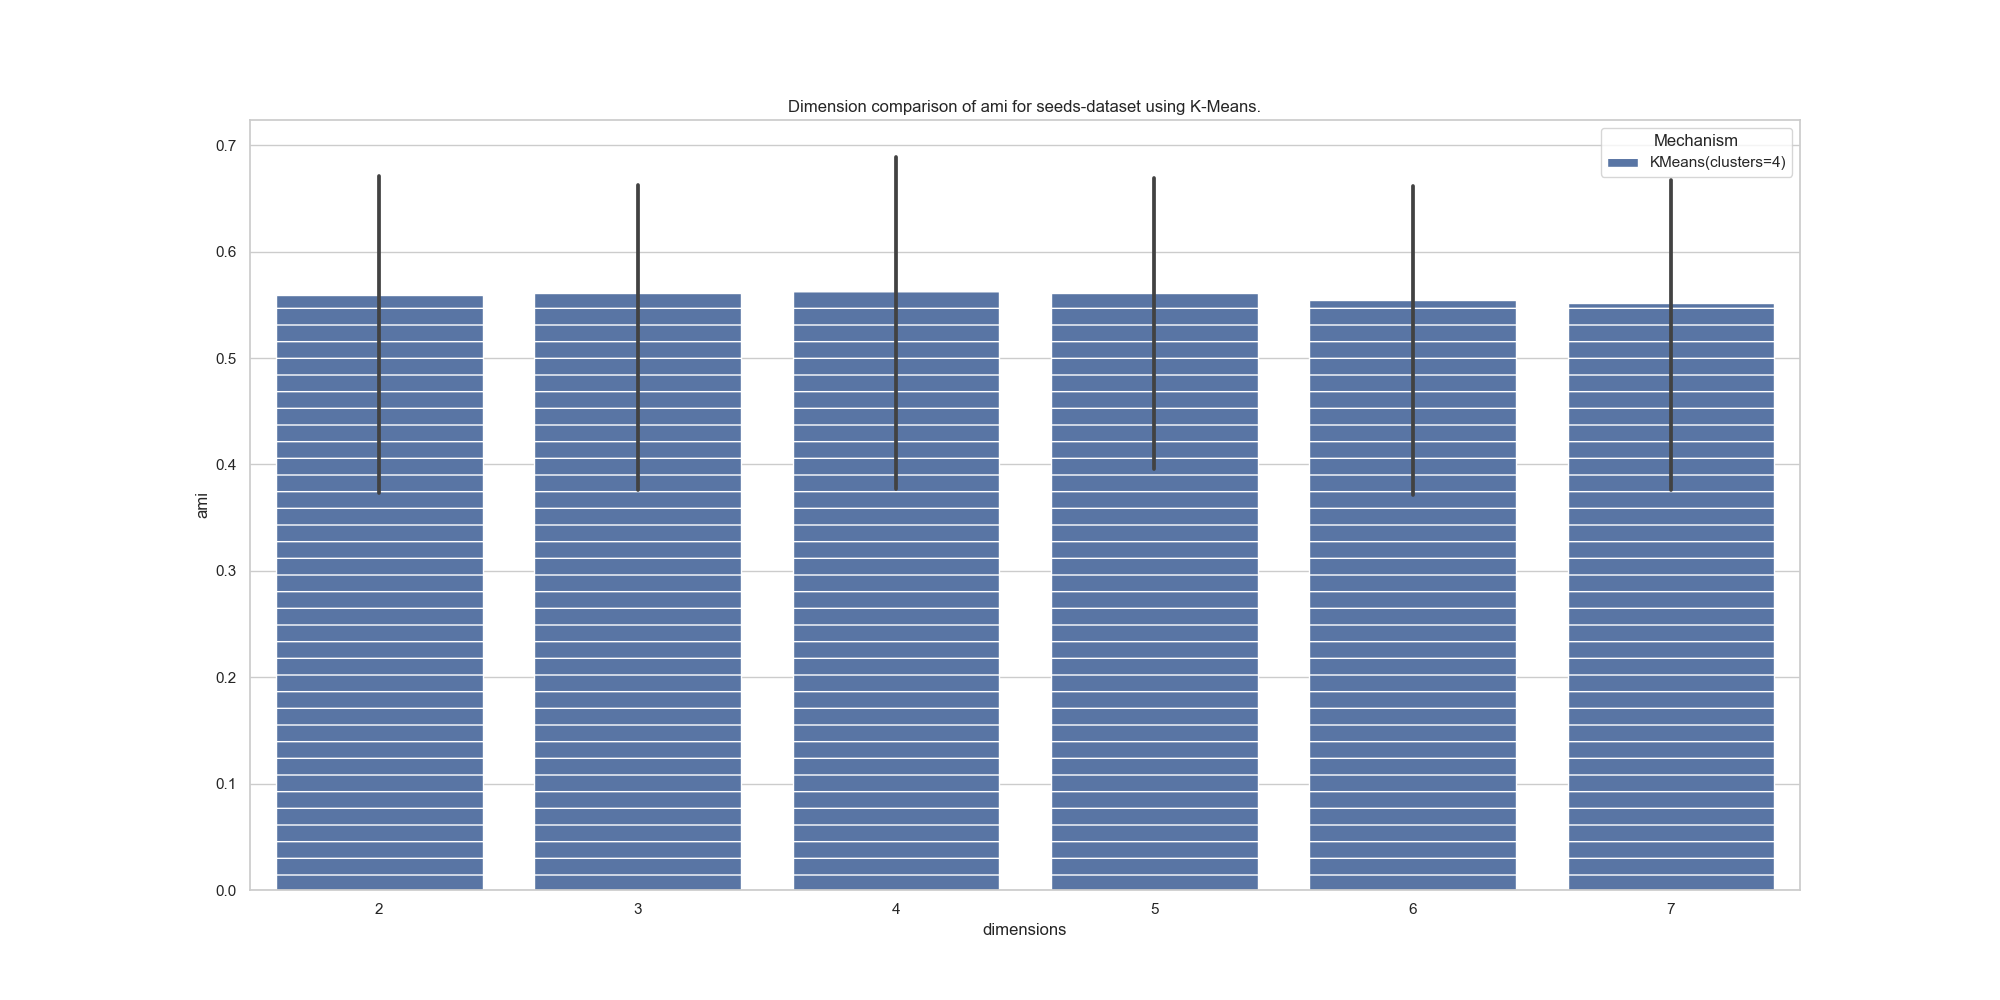 Dimension comparison of ami for seeds-dataset using K-Means.
Mechanism
KMeans(clusters=4)
0.7
0.6
0.5
0.4
0.3
0.2
0.1
0.0
ami
2 3 4 5 6 7
dimensions